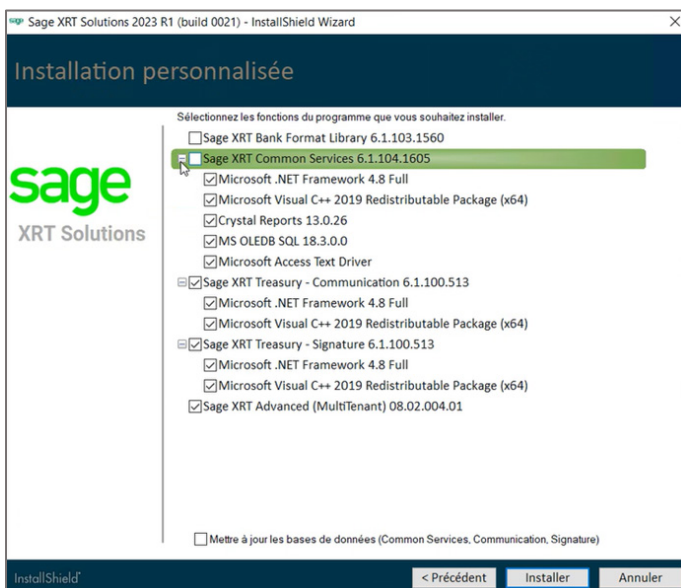 Sage XRT Solutions 2023 R1 (build 0021) - InstallShield Wizard
Installation personnalisée
Sélectionnez les fonctions du programme que vous souhaitez installer.
Sage XRT Bank Format Library 6.1.103.1560
Sage XRT Common Services 6.1.104.1605
Microsoft .NET Framework 4.8 Full
Microsoft Visual C++ 2019 Redistributable Package (x64)
Crystal Reports 13.0.26
MS OLEDB SQL 18.3.0.0
Microsoft Access Text Driver
Sage XRT Treasury - Communication 6.1.100.513
Microsoft .NET Framework 4.8 Full
Microsoft Visual C++ 2019 Redistributable Package (x64)
Sage XRT Treasury - Signature 6.1.100.513
Microsoft .NET Framework 4.8 Full
Microsoft Visual C++ 2019 Redistributable Package (x64)
Sage XRT Advanced (MultiTenant) 08.02.004.01
sage
XRT Solutions
Mettre à jour les bases de données (Common Services, Communication, Signature)
InstallShield
< Précédent
Installer
Annuler